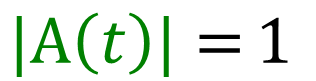 |A(t)| = 1